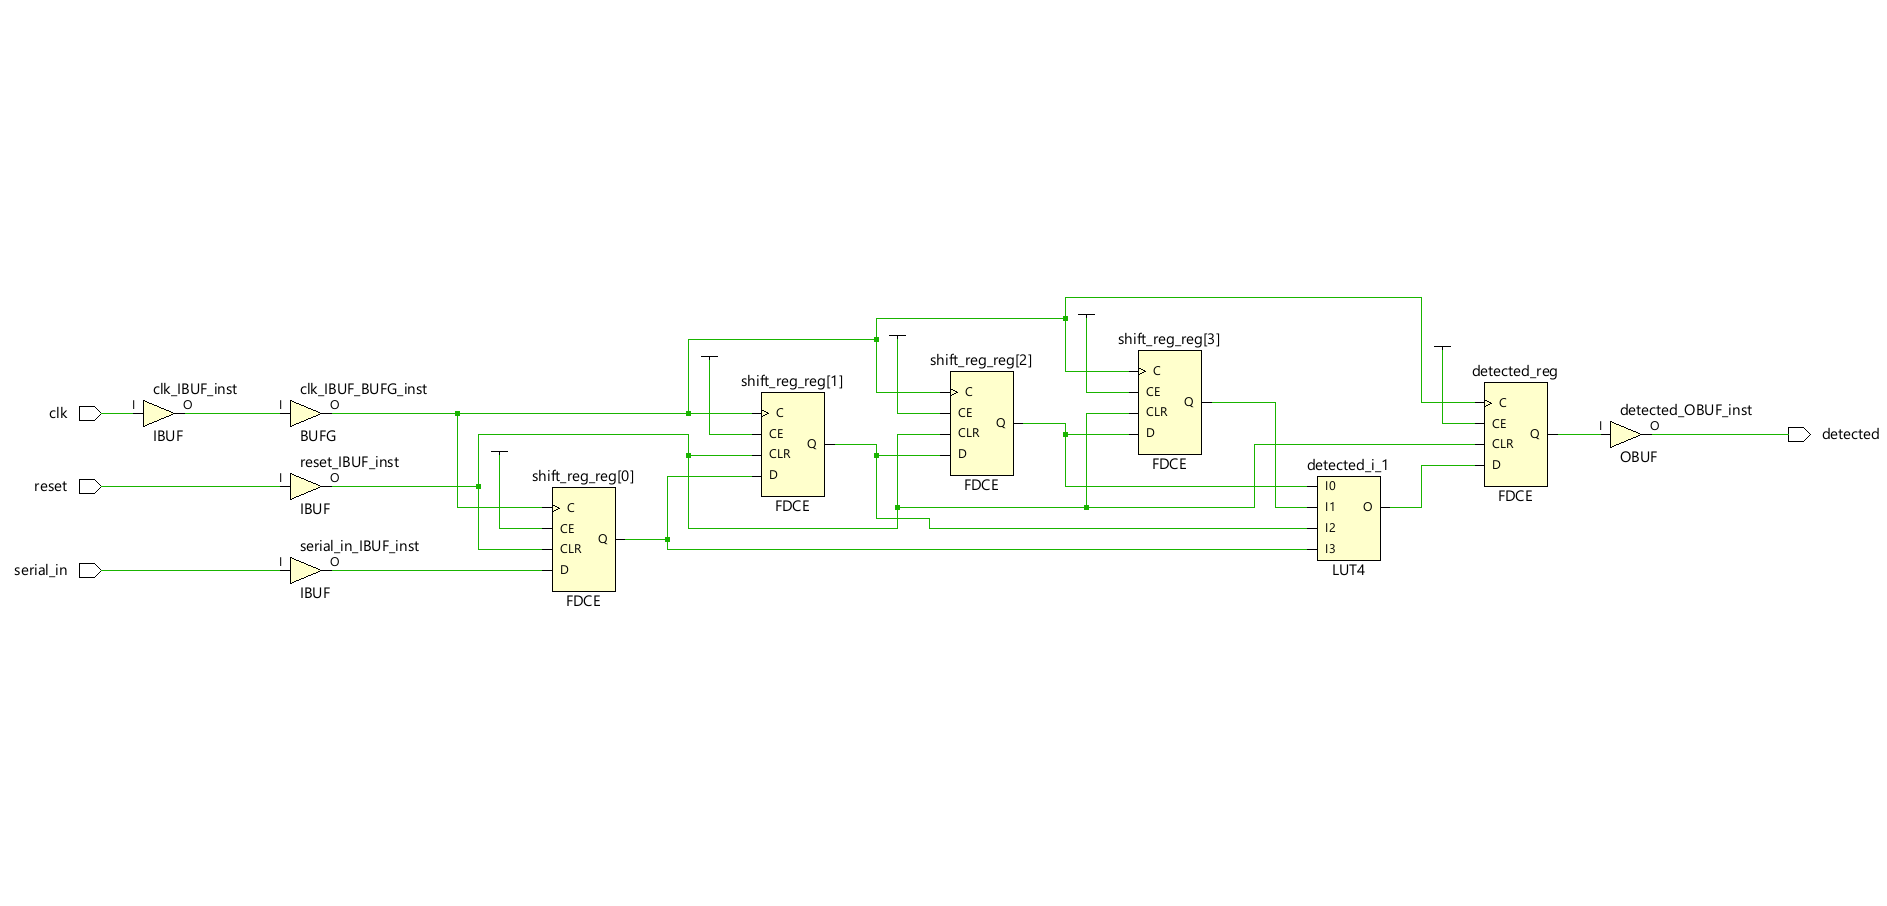 clk
I
clk_IBUF_inst
O
IBUF
I
clk_IBUF_BUFG_inst
O
BUFG
reset
I
reset_IBUF_inst
O
IBUF
serial_in
I
serial_in_IBUF_inst
O
IBUF
shift_reg_reg[0]
C
CE
CLR
D
Q
FDCE
shift_reg_reg[1]
C
CE
CLR
D
Q
FDCE
shift_reg_reg[2]
C
CE
CLR
D
Q
FDCE
shift_reg_reg[3]
C
CE
CLR
D
Q
FDCE
detected_i_1
I0
I1
I2
I3
O
LUT4
detected_reg
C
CE
CLR
D
Q
FDCE
I
detected_OBUF_inst
O
OBUF
detected